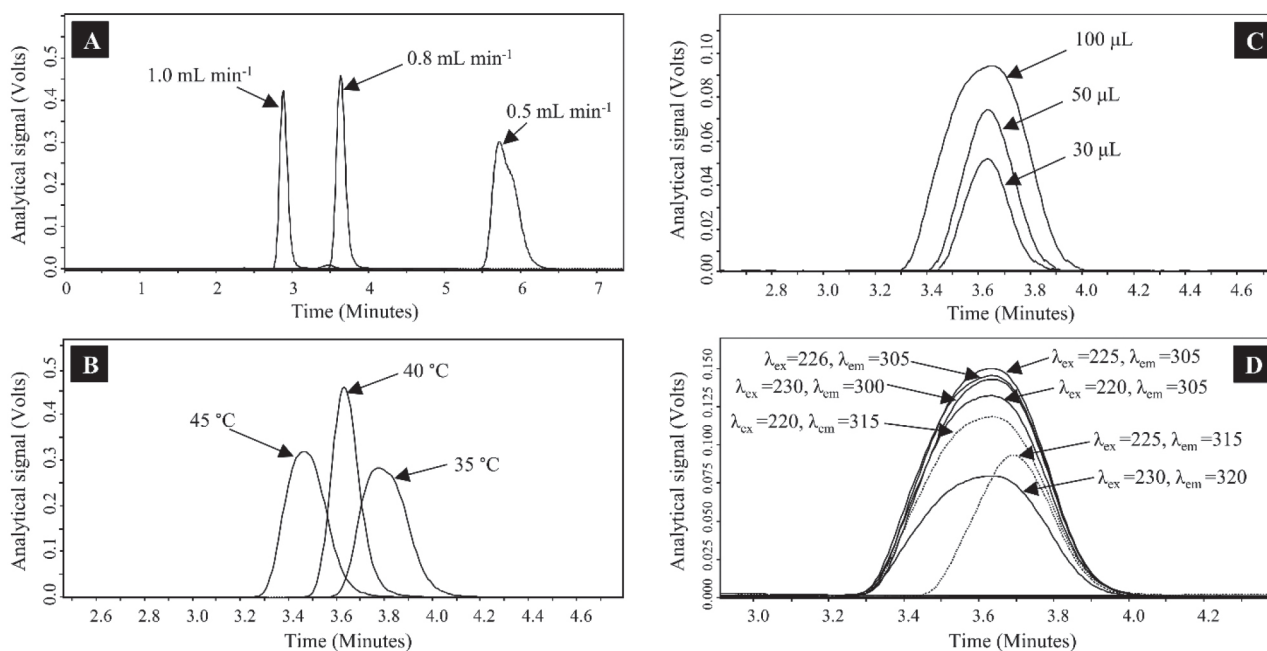 A
Analytical signal (Volts)
0.5
0.4
0.3
0.2
0.1
0
1.0 mL min⁻¹
0.8 mL min⁻¹
0.5 mL min⁻¹
0 1 2 3 4 5 6 7
Time (Minutes)
B
Analytical signal (Volts)
0.5
0.4
0.3
0.2
0.1
0.0
45 °C
40 °C
35 °C
2.6 2.8 3.0 3.2 3.4 3.6 3.8 4.0 4.2 4.4 4.6
Time (Minutes)
C
Analytical signal (Volts)
0.10
0.08
0.06
0.04
0.02
0.00
100 µL
50 µL
30 µL
2.8 3.0 3.2 3.4 3.6 3.8 4.0 4.2 4.4 4.6
Time (Minutes)
D
Analytical signal (Volts)
0.150
0.125
0.100
0.075
0.050
0.025
0.000
λex=226, λem=305
λex=225, λem=305
λex=230, λem=300
λex=220, λem=305
λex=220, λem=315
λex=225, λem=315
λex=230, λem=320
3.0 3.2 3.4 3.6 3.8 4.0 4.2
Time (Minutes)